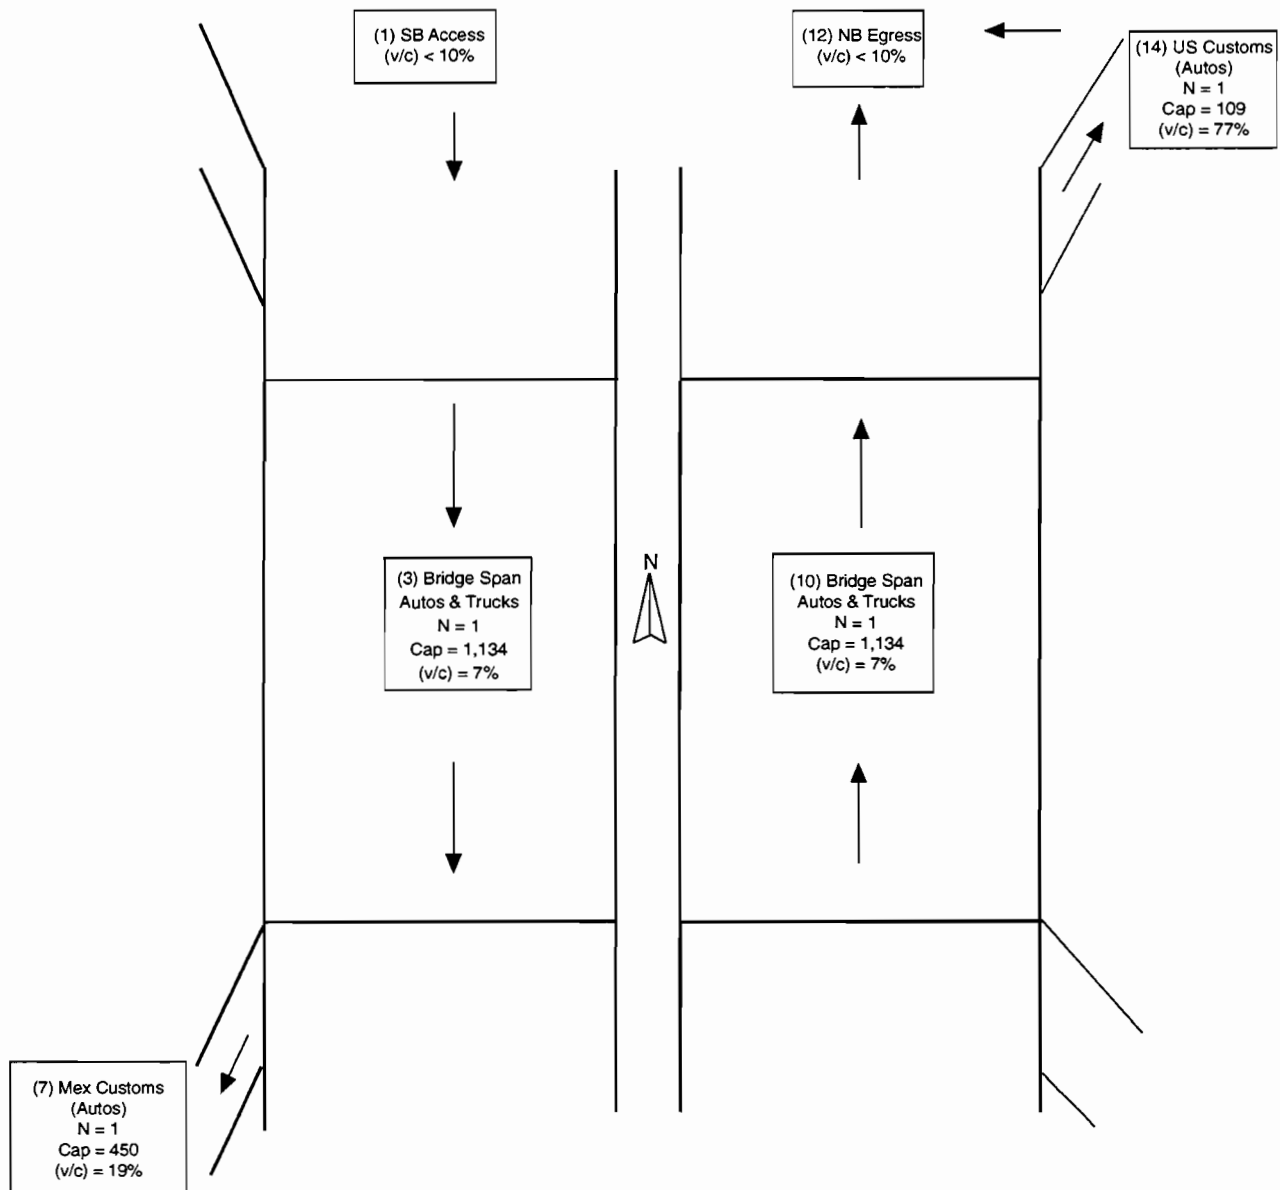 (1) SB Access
(v/c) < 10%
(12) NB Egress
(v/c) < 10%
(14) US Customs
(Autos)
N = 1
Cap = 109
(v/c) = 77%
(3) Bridge Span
Autos & Trucks
N = 1
Cap = 1,134
(v/c) = 7%
N
(10) Bridge Span
Autos & Trucks
N = 1
Cap = 1,134
(v/c) = 7%
(7) Mex Customs
(Autos)
N = 1
Cap = 450
(v/c) = 19%